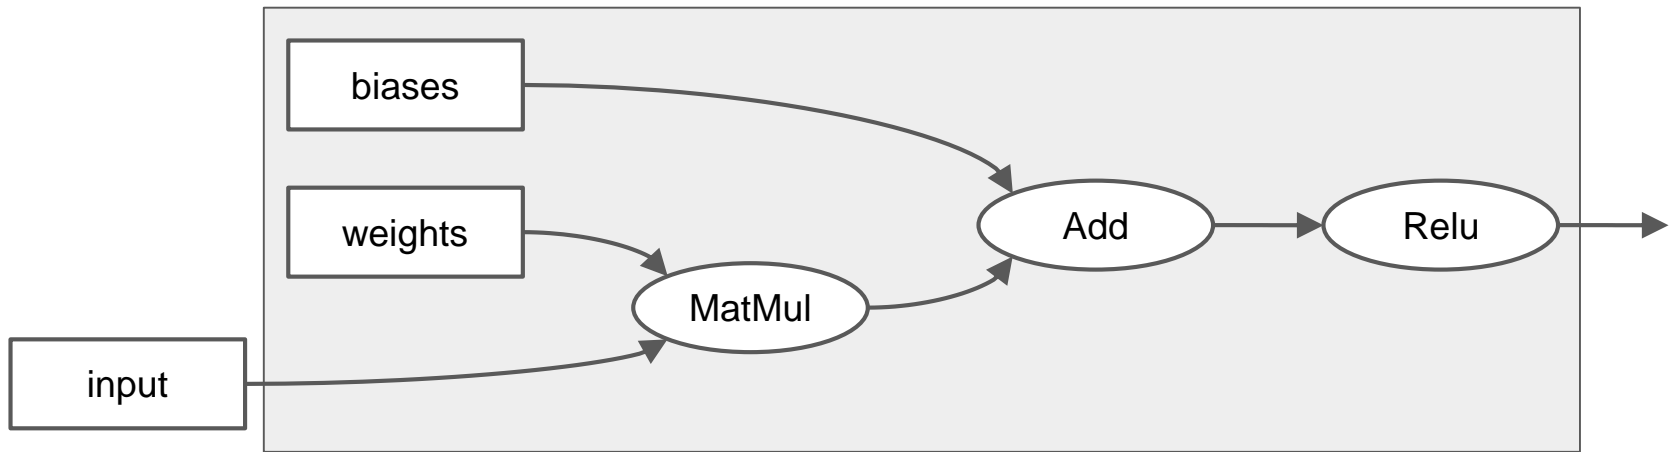 biases
weights
input
MatMul
Add
Relu